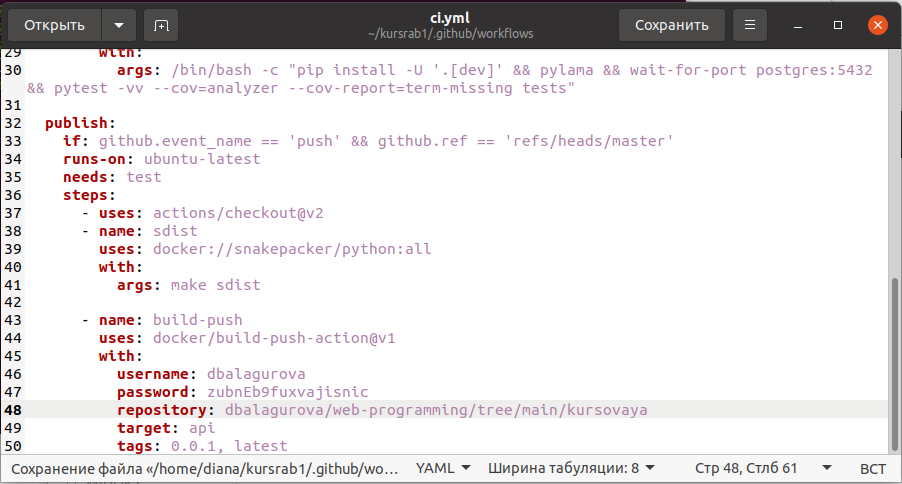 Открыть
ci.yml
~/kursrab1/.github/workflows
Сохранить
29 with:
30 args: /bin/bash -c "pip install -U '.[dev]' && pylama && wait-for-port postgres:5432
&& pytest -vv --cov=analyzer --cov-report=term-missing tests"
31
32 publish:
33 if: github.event_name == 'push' && github.ref == 'refs/heads/master'
34 runs-on: ubuntu-latest
35 needs: test
36 steps:
37 - uses: actions/checkout@v2
38 - name: sdist
39 uses: docker://snakepacker/python:all
40 with:
41 args: make sdist
42
43 - name: build-push
44 uses: docker/build-push-action@v1
45 with:
46 username: dbalagurova
47 password: zubnEb9fuxvajisnic
48 repository: dbalagurova/web-programming/tree/main/kursovaya
49 target: api
50 tags: 0.0.1, latest
Сохранение файла «/home/diana/kursrab1/.github/wo... YAML Ширина табуляции: 8 Стр 48, Стлб 61 ВСТ